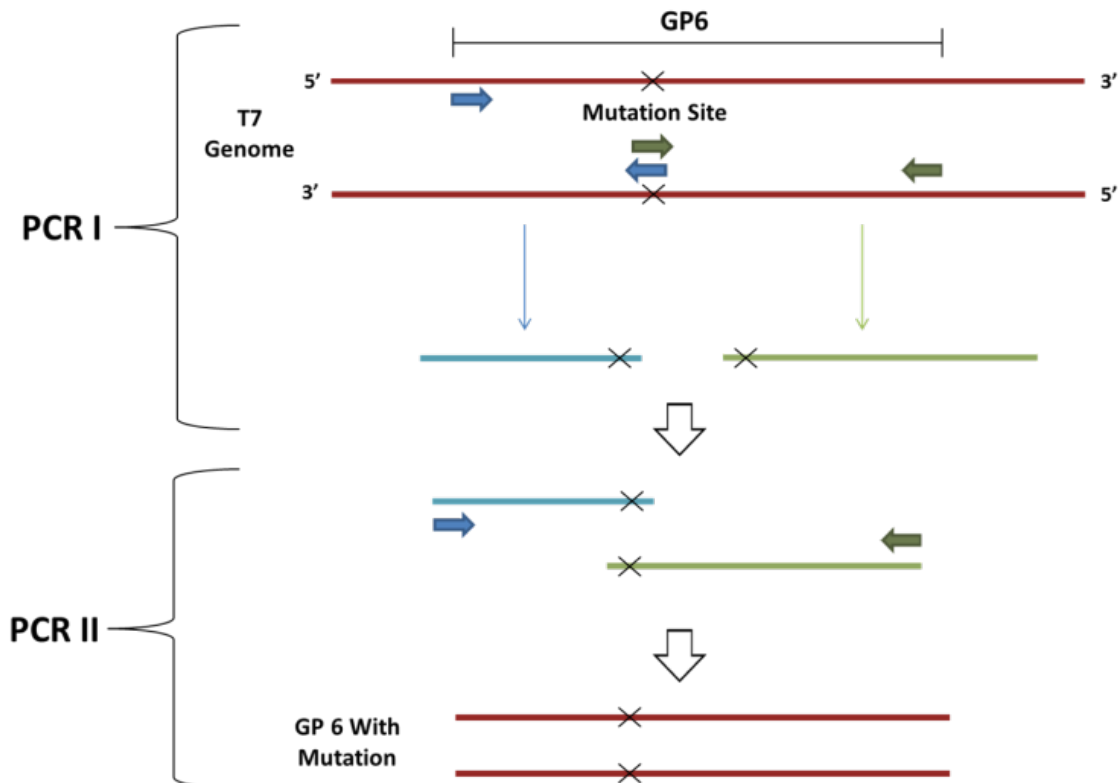 GP6
5’
3’
Mutation Site
T7
Genome
3’
5’
PCR I
PCR II
GP 6 With
Mutation